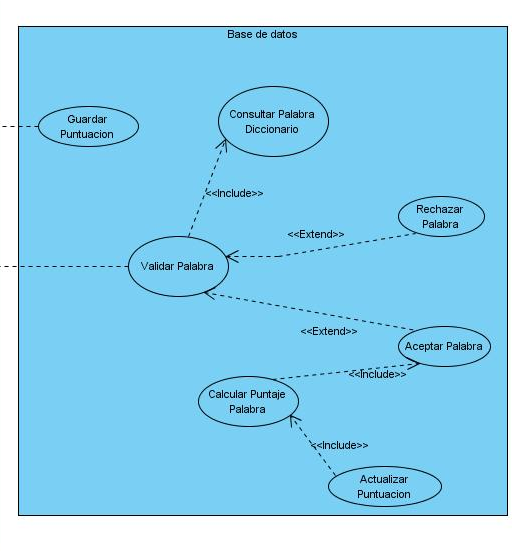 Base de datos
Guardar
Puntuacion
Consultar Palabra
Diccionario
<<Include>>
Rechazar
Palabra
<<Extend>>
Validar Palabra
<<Extend>>
Aceptar Palabra
<<Include>>
Calcular Puntaje
Palabra
<<Include>>
Actualizar
Puntuacion